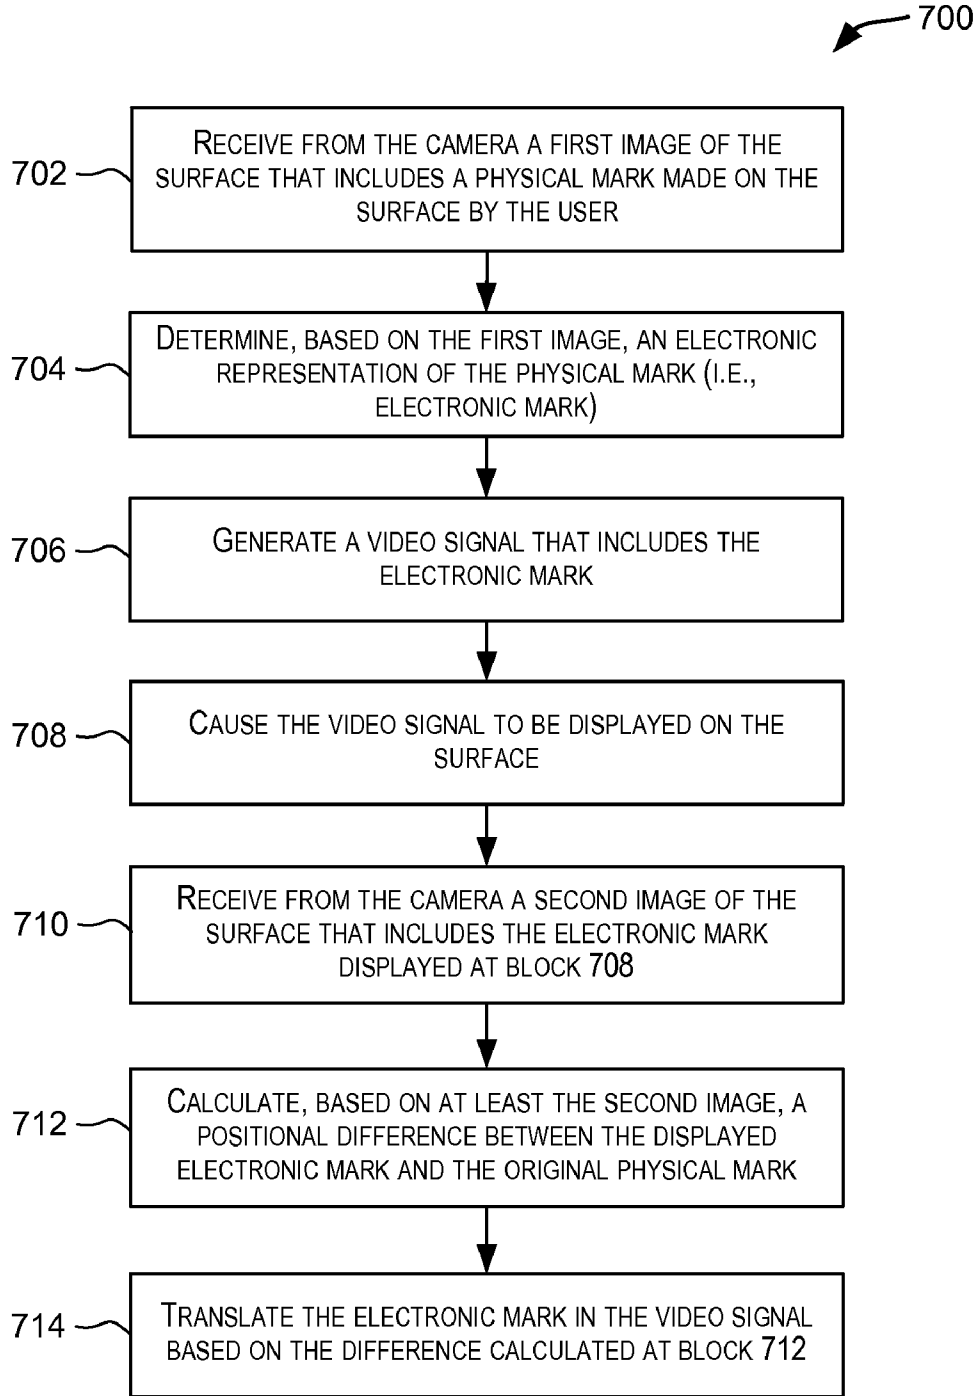 700
702
RECEIVE FROM THE CAMERA A FIRST IMAGE OF THE
SURFACE THAT INCLUDES A PHYSICAL MARK MADE ON THE
SURFACE BY THE USER
704
DETERMINE, BASED ON THE FIRST IMAGE, AN ELECTRONIC
REPRESENTATION OF THE PHYSICAL MARK (I.E.,
ELECTRONIC MARK)
706
GENERATE A VIDEO SIGNAL THAT INCLUDES THE
ELECTRONIC MARK
708
CAUSE THE VIDEO SIGNAL TO BE DISPLAYED ON THE
SURFACE
710
RECEIVE FROM THE CAMERA A SECOND IMAGE OF THE
SURFACE THAT INCLUDES THE ELECTRONIC MARK
DISPLAYED AT BLOCK 708
712
CALCULATE, BASED ON AT LEAST THE SECOND IMAGE, A
POSITIONAL DIFFERENCE BETWEEN THE DISPLAYED
ELECTRONIC MARK AND THE ORIGINAL PHYSICAL MARK
714
TRANSLATE THE ELECTRONIC MARK IN THE VIDEO SIGNAL
BASED ON THE DIFFERENCE CALCULATED AT BLOCK 712